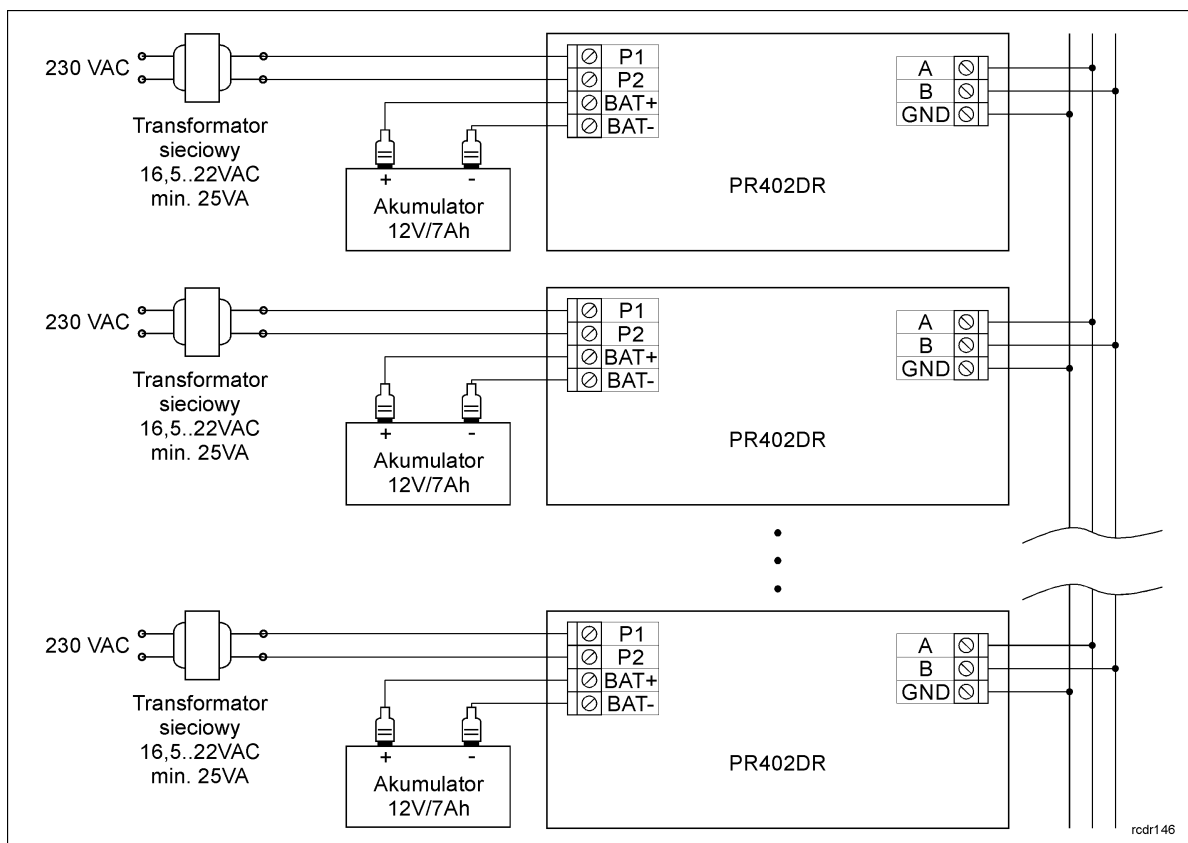 230 VAC
Transformator
sieciowy
16,5..22VAC
min. 25VA
P1
P2
BAT+
BAT-
+ -
Akumulator
12V/7Ah
PR402DR
A
B
GND
230 VAC
Transformator
sieciowy
16,5..22VAC
min. 25VA
P1
P2
BAT+
BAT-
+ -
Akumulator
12V/7Ah
PR402DR
A
B
GND
230 VAC
Transformator
sieciowy
16,5..22VAC
min. 25VA
P1
P2
BAT+
BAT-
+ -
Akumulator
12V/7Ah
PR402DR
A
B
GND
rcdr146